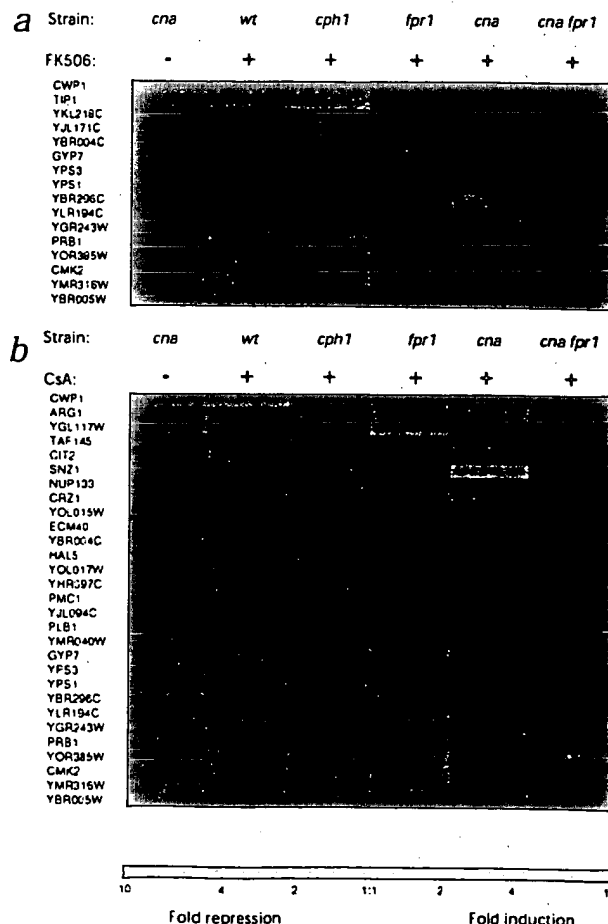 a Strain: cna wt cph1 fpr1 cna cna fpr1
FK506: - + + + + +
CWP1
TIP1
YKL218C
YJL171C
YBR004C
GYP7
YPS3
YPS1
YBR296C
YLR194C
YGR243W
PRB1
YOR385W
CMK2
YMR316W
YBR005W
b Strain: cna wt cph1 fpr1 cna cna fpr1
CsA: - + + + + +
CWP1
ARG1
YGL117W
TAF145
CIT2
SNZ1
NUP133
CRZ1
YOL015W
ECM40
YBR004C
HAL5
YOL017W
YHR097C
PMC1
YJL094C
PLB1
YMR040W
GYP7
YPS3
YPS1
YBR296C
YLR194C
YGR243W
PRB1
YOR385W
CMK2
YMR316W
YBR005W
10 4 2 1:1 2 4 1
Fold repression Fold induction